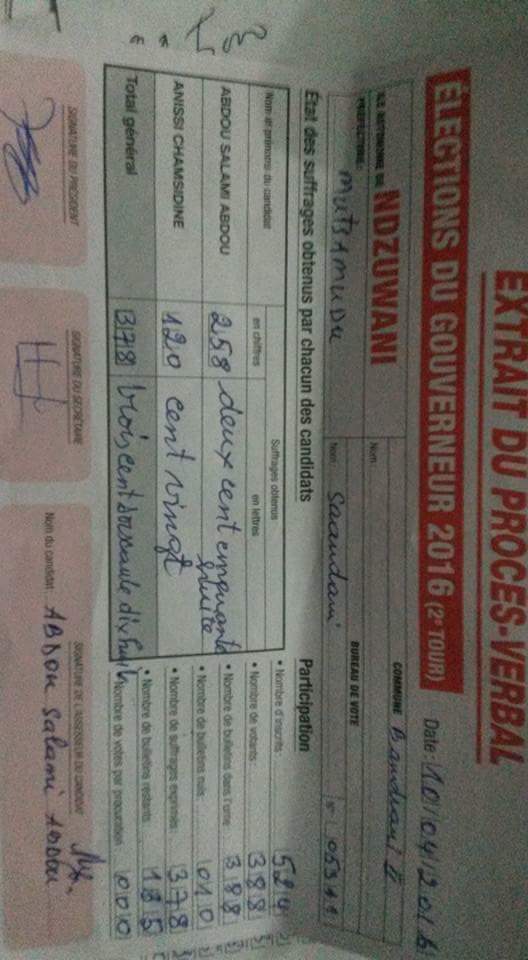 EXTRAIT DU PROCES-VERBAL
ÉLECTIONS DU GOUVERNEUR 2016 (2e TOUR)
Date : 10/04/2016
ILE AUTONOME DE NDZUWANI
COMMUNE Bandrani II
Nom
PREFECTURE : MUTSAMUDU
BUREAU DE VOTE
Nom
N° 05311
État des suffrages obtenus par chacun des candidats
Nom et prénoms du candidat
Suffrages obtenus
en chiffres
en lettres
ABDOU SALAMI ABDOU
258 deux cent cinquante huite
ANISSI CHAMSIDINE
120 cent vingt
Total général
378 trois cent soixante dix huit
Participation
• Nombre d'inscrits : 524
• Nombre de votants : 388
• Nombre de bulletins dans l'urne 388
• Nombre de bulletins nuls : 010
• Nombre de suffrages exprimés : 378
• Nombre de bulletins restants : 185
• Nombre de votes par procuration : 000
SIGNATURE DU PRÉSIDENT
SIGNATURE DU SECRÉTAIRE
SIGNATURE DE L'ASSESSEUR DU CANDIDAT
Nom du candidat : ABDOU Salami ABDOU